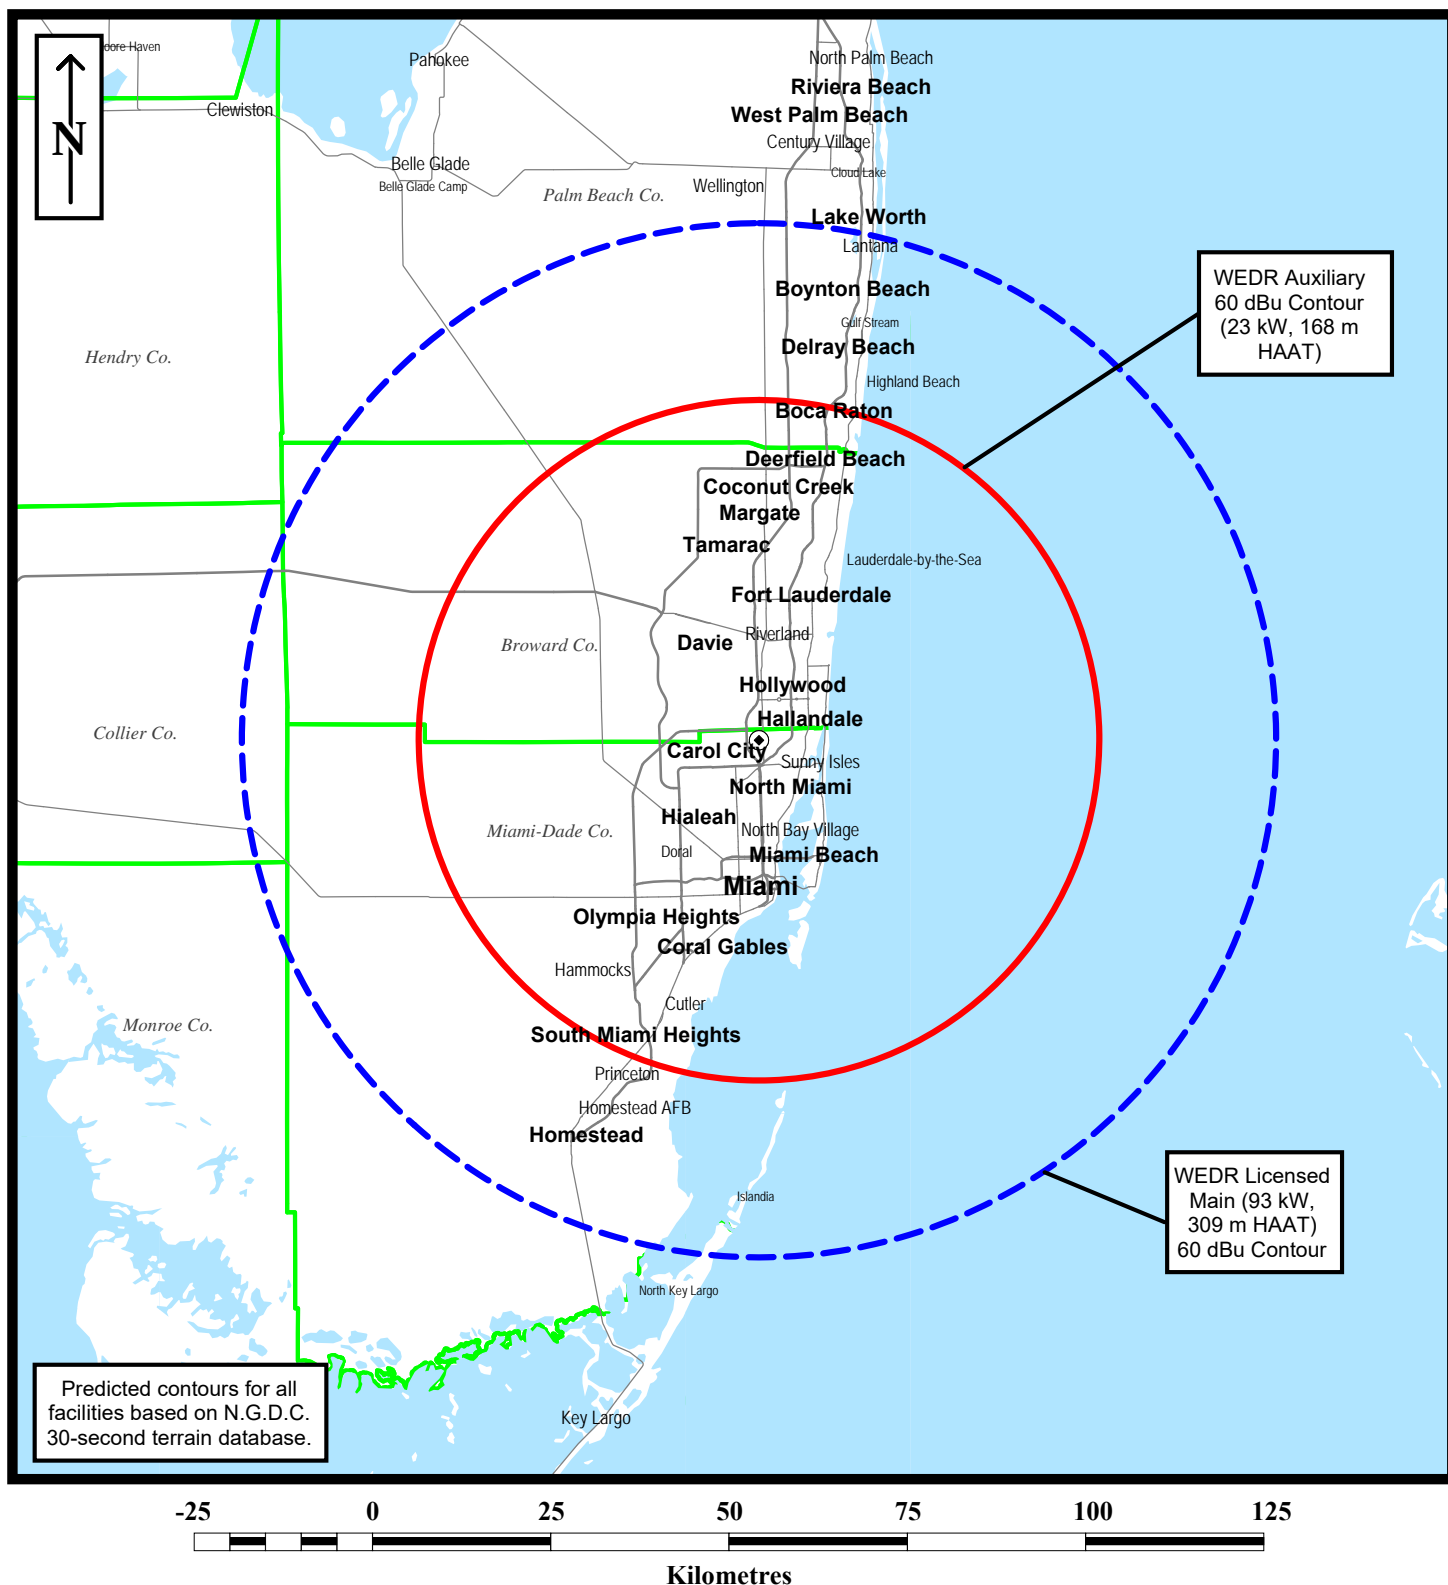 oore Haven
Pahokee
North Palm Beach
Riviera Beach
Clewiston
West Palm Beach
N
Century Village
Belle Glade
Cloud Lake
Belle Glade Camp
Wellington
Palm Beach Co.
Lake Worth
Lantana
WEDR Auxiliary
60 dBu Contour
(23 kW, 168 m
HAAT)
Boynton Beach
Gulf Stream
Delray Beach
Hendry Co.
Highland Beach
Boca Raton
Deerfield Beach
Coconut Creek
Margate
Tamarac
Lauderdale-by-the-Sea
Fort Lauderdale
Riverland
Davie
Broward Co.
Hollywood
Hallandale
Collier Co.
Carol City
Sunny Isles
North Miami
Hialeah
Miami-Dade Co.
North Bay Village
Doral
Miami Beach
Miami
Olympia Heights
Coral Gables
Hammocks
Cutler
Monroe Co.
South Miami Heights
Princeton
Homestead AFB
Homestead
WEDR Licensed
Main (93 kW,
309 m HAAT)
60 dBu Contour
Islandia
North Key Largo
Predicted contours for all
facilities based on N.G.D.C.
30-second terrain database.
Key Largo
-25 0 25 50 75 100 125
Kilometres